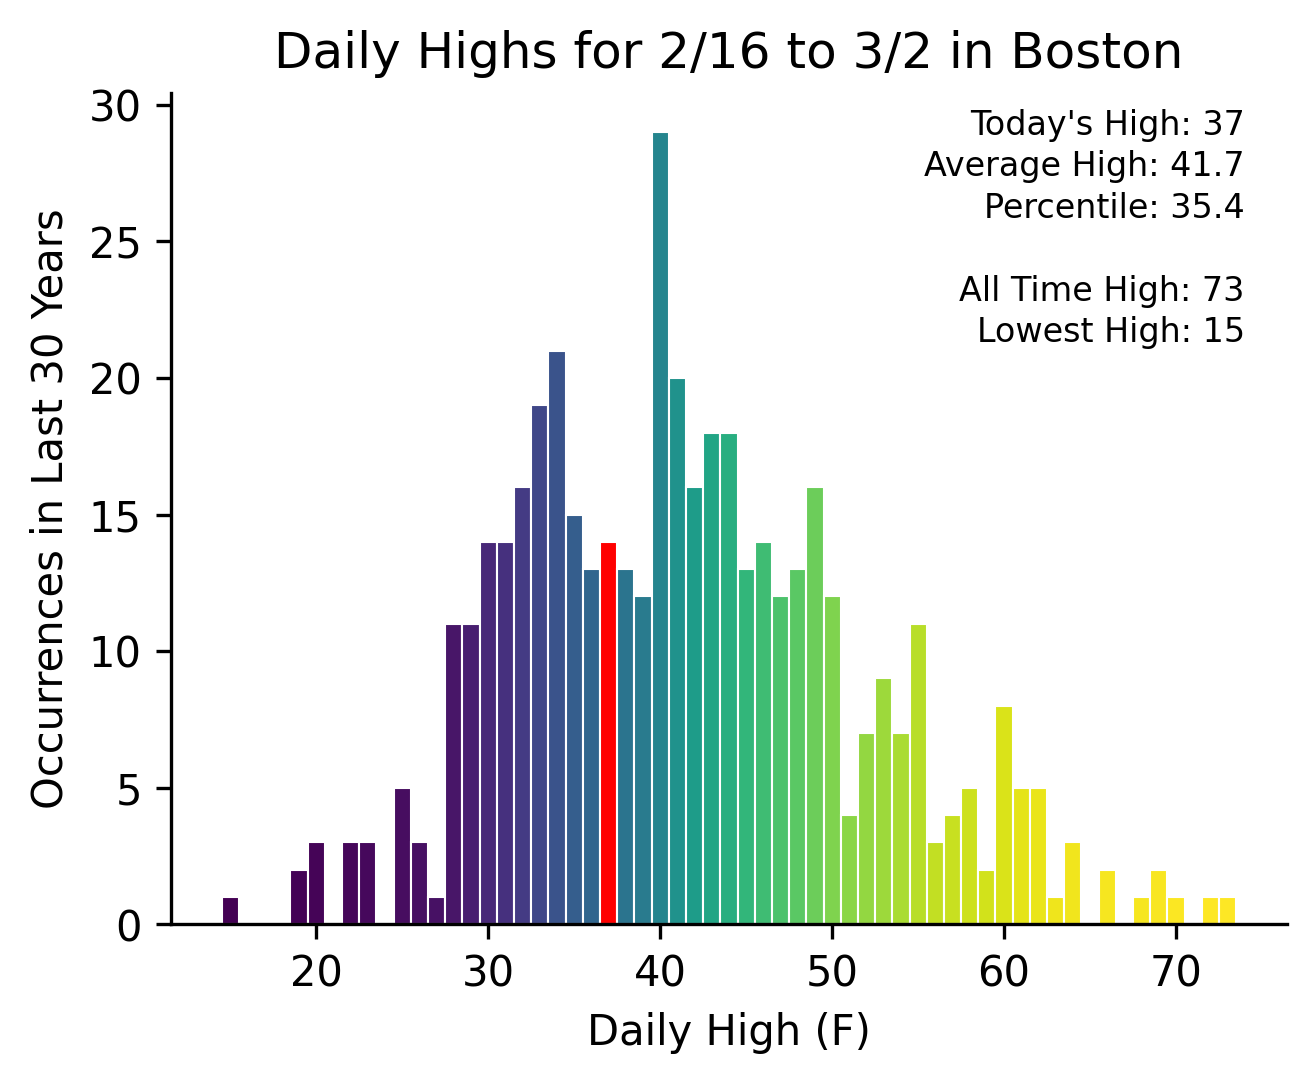 Daily Highs for 2/16 to 3/2 in Boston
Today's High: 37
Average High: 41.7
Percentile: 35.4
All Time High: 73
Lowest High: 15
Occurrences in Last 30 Years
30
25
20
15
10
5
0
20 30 40 50 60 70
Daily High (F)